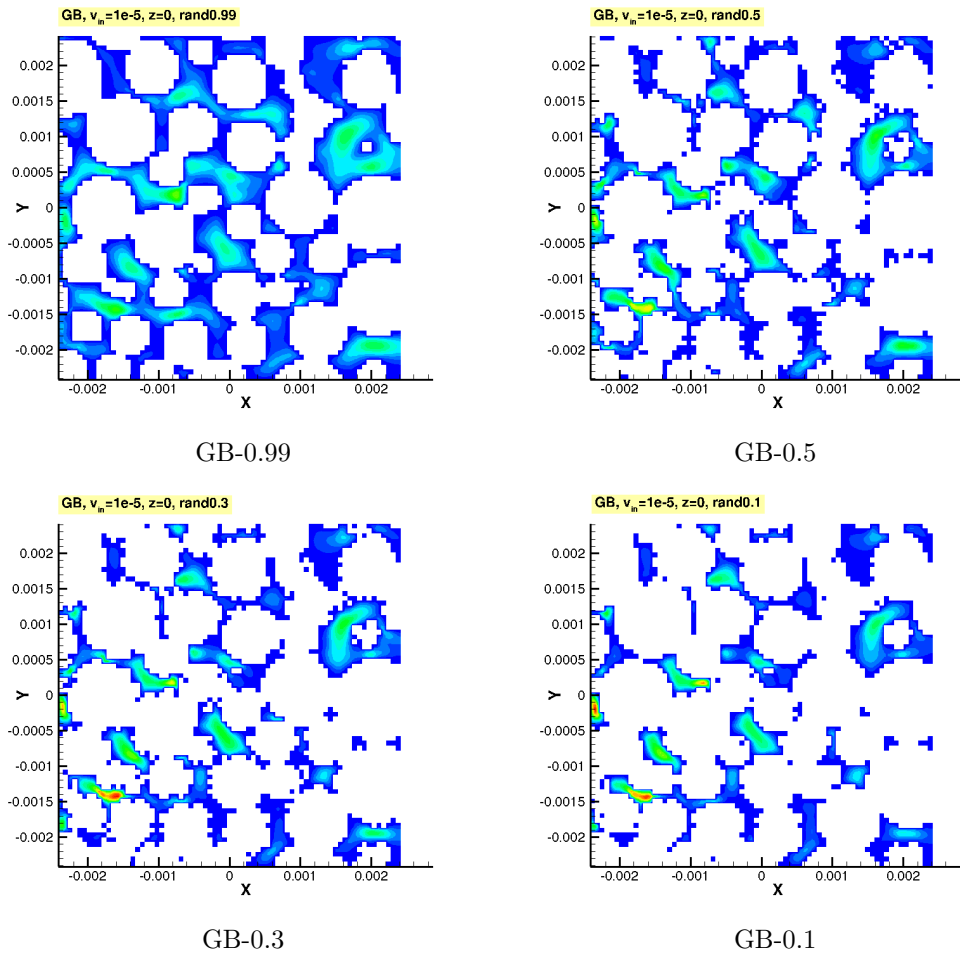 GB, v_in=1e-5, z=0, rand0.99
0.002
0.0015
0.001
0.0005
0
-0.0005
-0.001
-0.0015
-0.002
Y
-0.002 -0.001 0 0.001 0.002
X
GB-0.99
GB, v_in=1e-5, z=0, rand0.5
0.002
0.0015
0.001
0.0005
0
-0.0005
-0.001
-0.0015
-0.002
Y
-0.002 -0.001 0 0.001 0.002
X
GB-0.5
GB, v_in=1e-5, z=0, rand0.3
0.002
0.0015
0.001
0.0005
0
-0.0005
-0.001
-0.0015
-0.002
Y
-0.002 -0.001 0 0.001 0.002
X
GB-0.3
GB, v_in=1e-5, z=0, rand0.1
0.002
0.0015
0.001
0.0005
0
-0.0005
-0.001
-0.0015
-0.002
Y
-0.002 -0.001 0 0.001 0.002
X
GB-0.1